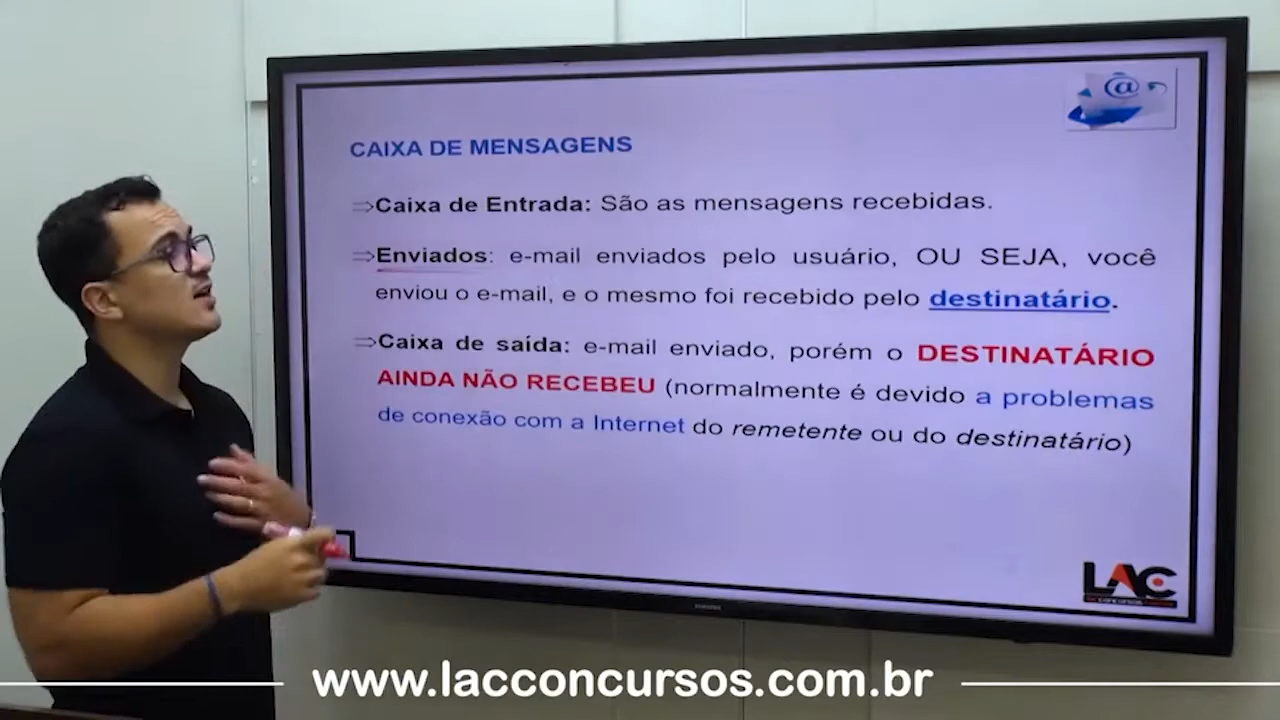 CAIXA DE MENSAGENS
⇒Caixa de Entrada: São as mensagens recebidas.
⇒Enviados: e-mail enviados pelo usuário, OU SEJA, você
enviou o e-mail, e o mesmo foi recebido pelo destinatário.
⇒Caixa de saída: e-mail enviado, porém o DESTINATÁRIO
AINDA NÃO RECEBEU (normalmente é devido a problemas
de conexão com a Internet do remetente ou do destinatário)
LAC
www.lacconcursos.com.br